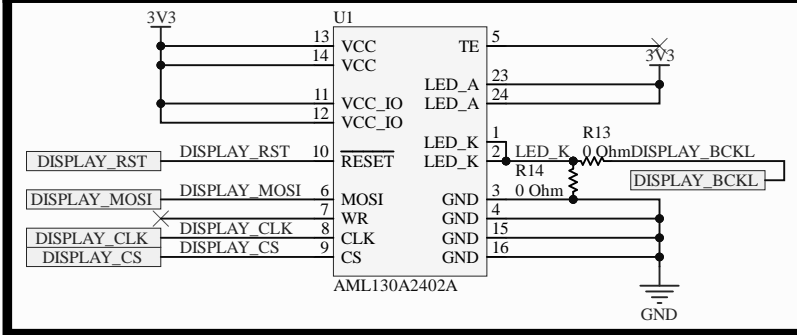 3V3
U1
13 VCC
14 VCC
11 VCC_IO
12 VCC_IO
DISPLAY_RST DISPLAY_RST 10 RESET
DISPLAY_MOSI DISPLAY_MOSI 6 MOSI
7 WR
DISPLAY_CLK DISPLAY_CLK 8 CLK
DISPLAY_CS DISPLAY_CS 9 CS
TE 5
3V3
LED_A 23
LED_A 24
LED_K 1
LED_K 2 LED_K
R13
0 Ohm DISPLAY_BCKL
DISPLAY_BCKL
R14
0 Ohm
GND 3
GND 4
GND 15
GND 16
AML130A2402A
GND